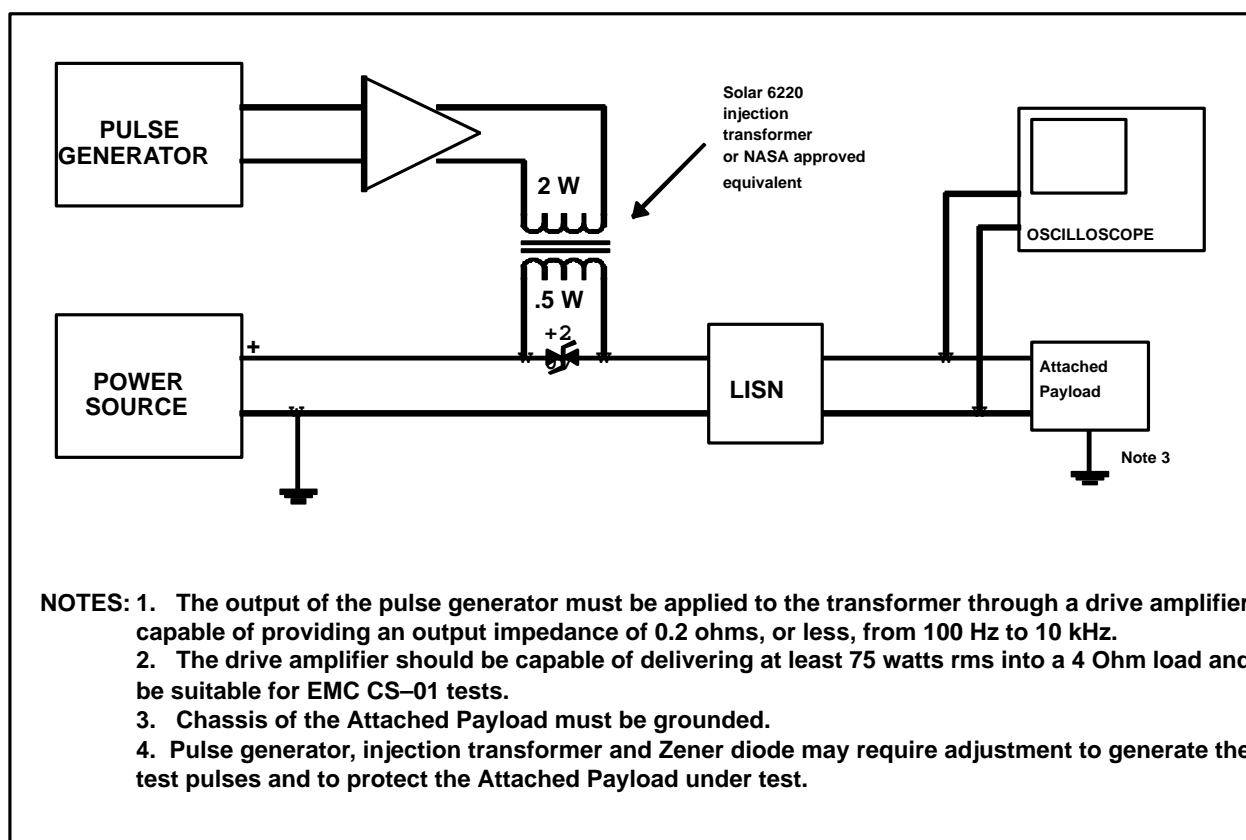 PULSE
GENERATOR
Solar 6220
injection
transformer
or NASA approved
equivalent
2 W
OSCILLOSCOPE
.5 W
+2
+
POWER
SOURCE
LISN
Attached
Payload
Note 3
NOTES: 1. The output of the pulse generator must be applied to the transformer through a drive amplifier
capable of providing an output impedance of 0.2 ohms, or less, from 100 Hz to 10 kHz.
2. The drive amplifier should be capable of delivering at least 75 watts rms into a 4 Ohm load and
be suitable for EMC CS–01 tests.
3. Chassis of the Attached Payload must be grounded.
4. Pulse generator, injection transformer and Zener diode may require adjustment to generate the
test pulses and to protect the Attached Payload under test.